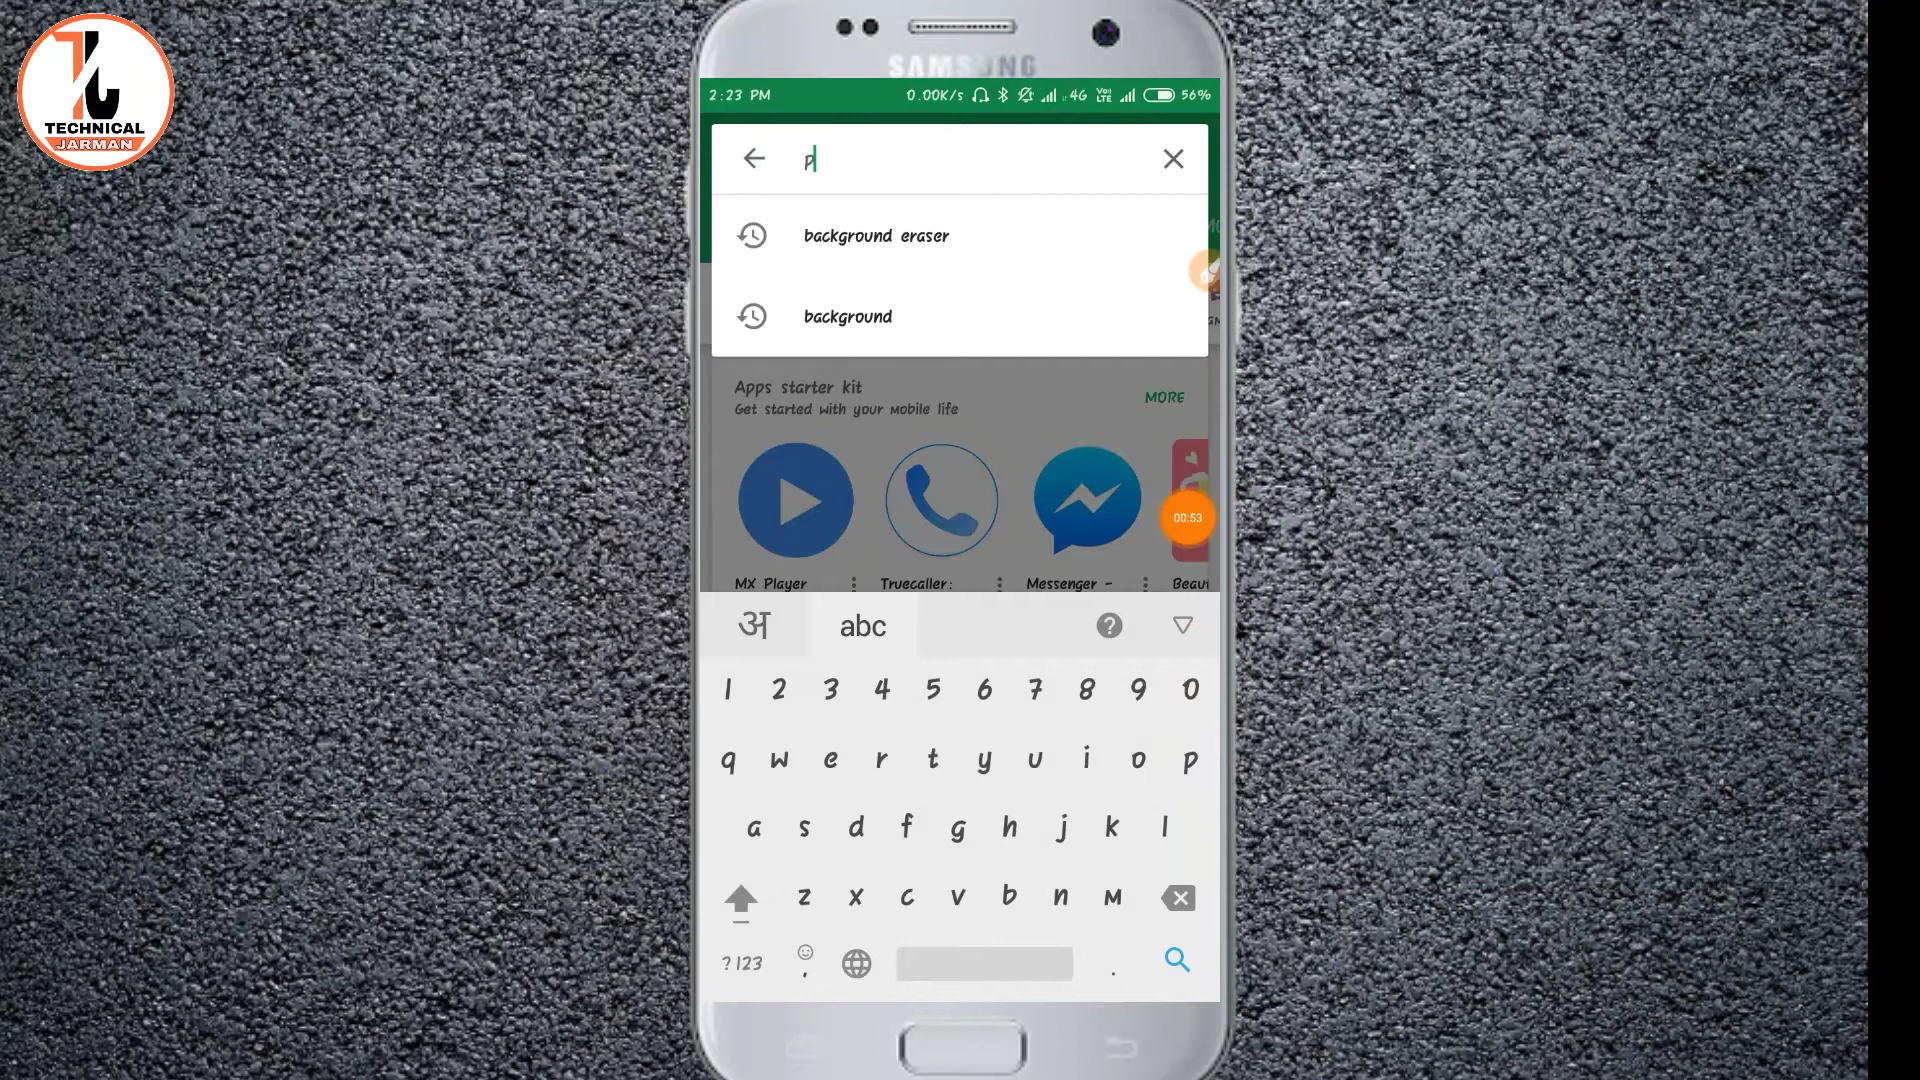 TECHNICAL
JARMAN
SAMSUNG
2:23 PM 0.00K/s 4G VoLTE 56%
p
background eraser
background
Apps starter kit
MORE
Get started with your mobile life
00:53
MX Player Truecaller: Messenger - Beaut
अ abc
1 2 3 4 5 6 7 8 9 0
q w e r t y u i o p
a s d f g h j k l
z x c v b n m
?123 , .